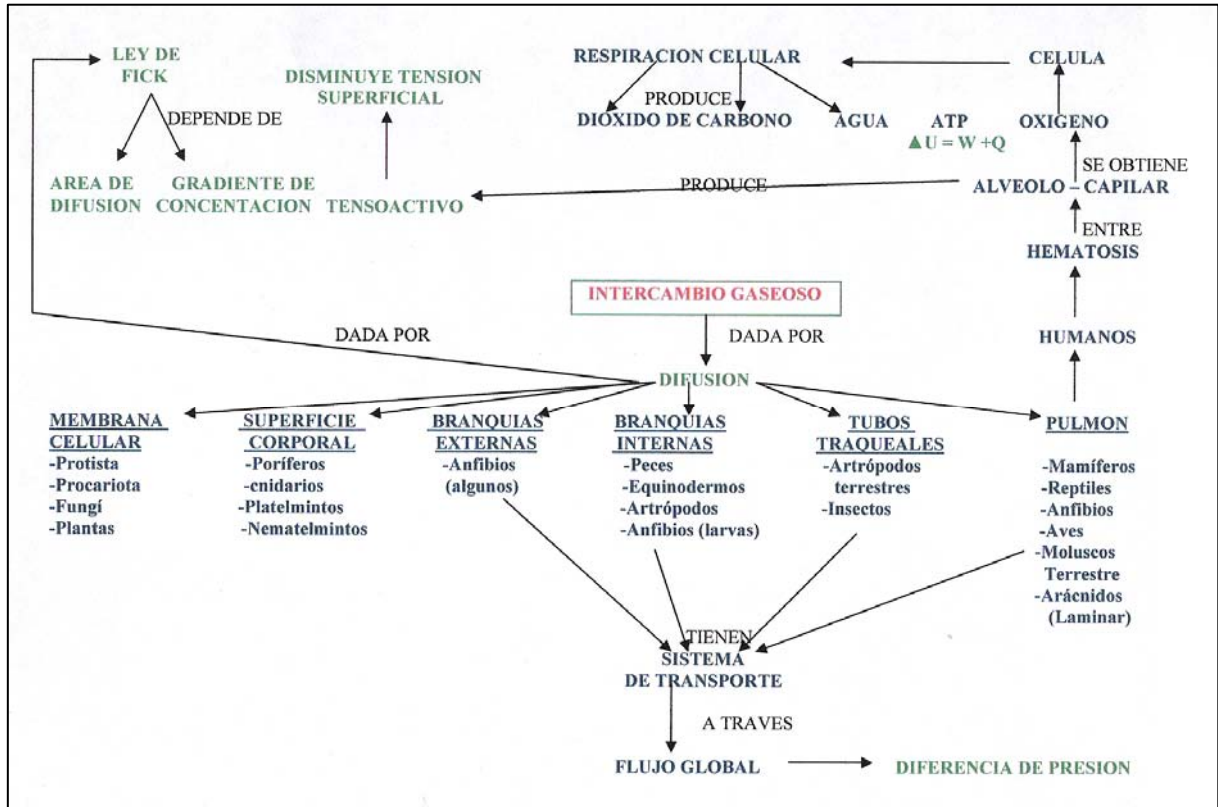 LEY DE
FICK
DISMINUYE TENSION
SUPERFICIAL
DEPENDE DE
AREA DE
DIFUSION
GRADIENTE DE
CONCENTACION
TENSOACTIVO
RESPIRACION CELULAR
CELULA
PRODUCE
DIOXIDO DE CARBONO
AGUA
ATP
▲U = W +Q
OXIGENO
SE OBTIENE
PRODUCE
ALVEOLO – CAPILAR
ENTRE
HEMATOSIS
HUMANOS
INTERCAMBIO GASEOSO
DADA POR
DADA POR
DIFUSION
MEMBRANA
CELULAR
-Protista
-Procariota
-Fungí
-Plantas
SUPERFICIE
CORPORAL
-Poríferos
-cnidarios
-Platelmintos
-Nematelmintos
BRANQUIAS
EXTERNAS
-Anfibios
(algunos)
BRANQUIAS
INTERNAS
-Peces
-Equinodermos
-Artrópodos
-Anfibios (larvas)
TUBOS
TRAQUEALES
-Artrópodos
terrestres
-Insectos
PULMON
-Mamíferos
-Reptiles
-Anfibios
-Aves
-Moluscos
Terrestre
-Arácnidos
(Laminar)
TIENEN
SISTEMA
DE TRANSPORTE
A TRAVES
FLUJO GLOBAL
DIFERENCIA DE PRESION